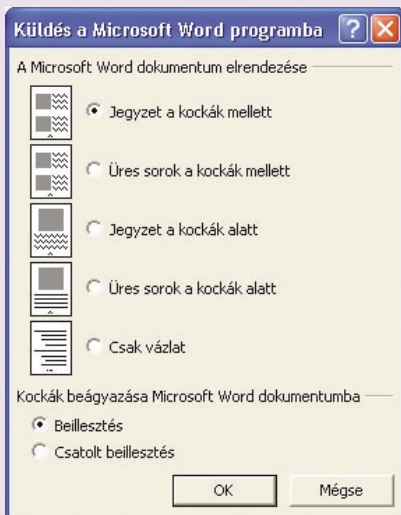 Küldés a Microsoft Word programba
A Microsoft Word dokumentum elrendezése
Jegyzet a kockák mellett
Üres sorok a kockák mellett
Jegyzet a kockák alatt
Üres sorok a kockák alatt
Csak vázlat
Kockák beágyazása Microsoft Word dokumentumba
Beillesztés
Csatolt beillesztés
OK Mégse